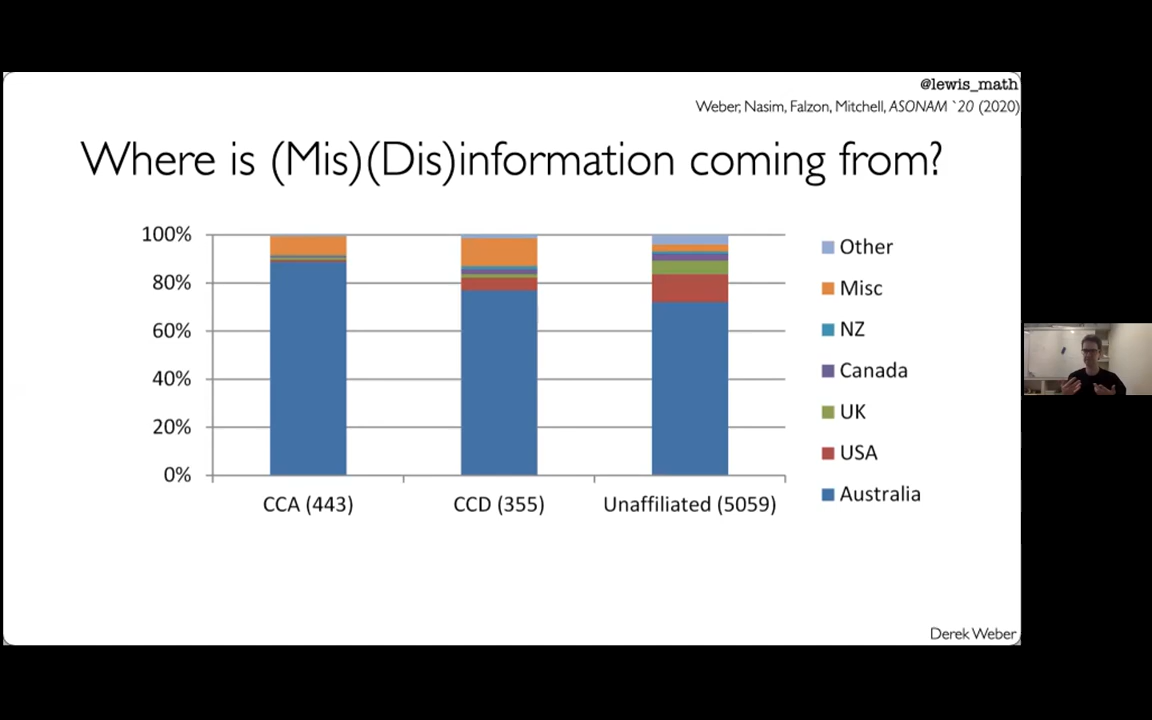 @lewis_math
Weber, Nasim, Falzon, Mitchell, ASONAM `20 (2020)
Where is (Mis)(Dis)information coming from?
100%
80%
60%
40%
20%
0%
CCA (443)
CCD (355)
Unaffiliated (5059)
Other
Misc
NZ
Canada
UK
USA
Australia
Derek Weber